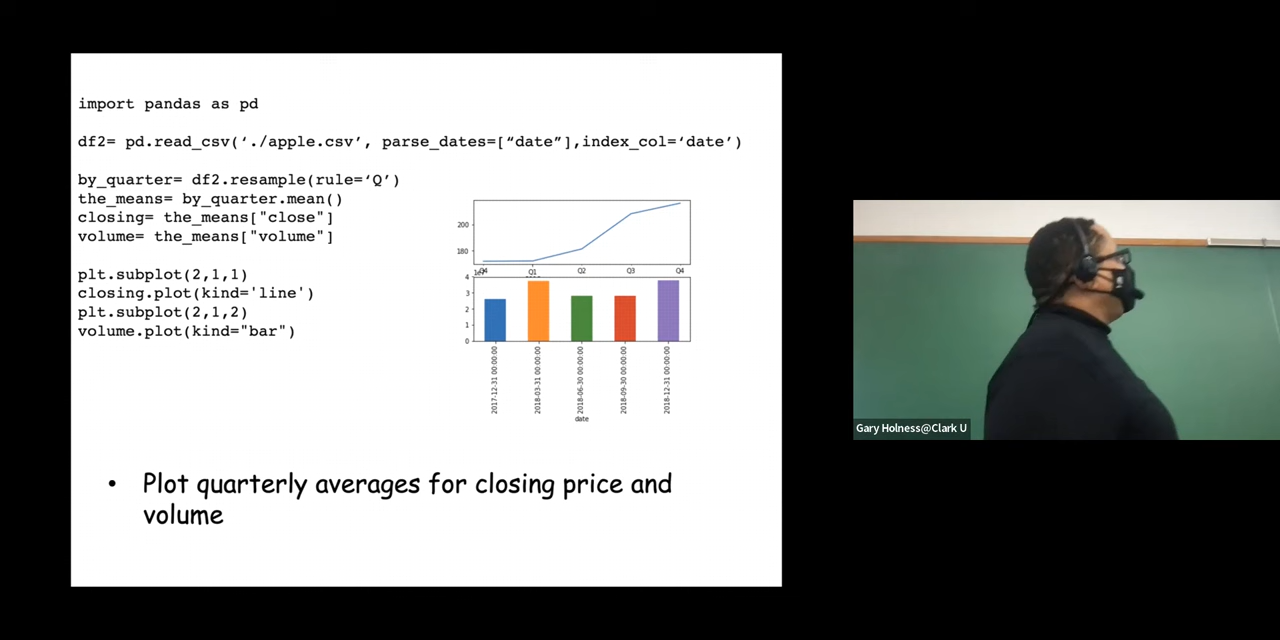 import pandas as pd
df2= pd.read_csv(‘./apple.csv’, parse_dates=[“date”],index_col=‘date’)
by_quarter= df2.resample(rule=‘Q’)
the_means= by_quarter.mean()
closing= the_means["close"]
volume= the_means["volume"]
plt.subplot(2,1,1)
closing.plot(kind='line')
plt.subplot(2,1,2)
volume.plot(kind="bar")
200
180
Q4
Q1
Q2
Q3
Q4
1e7
4
3
2
1
0
2017-12-31 00:00:00
2018-03-31 00:00:00
2018-06-30 00:00:00
2018-09-30 00:00:00
2018-12-31 00:00:00
date
• Plot quarterly averages for closing price and
volume
Gary Holness@Clark U